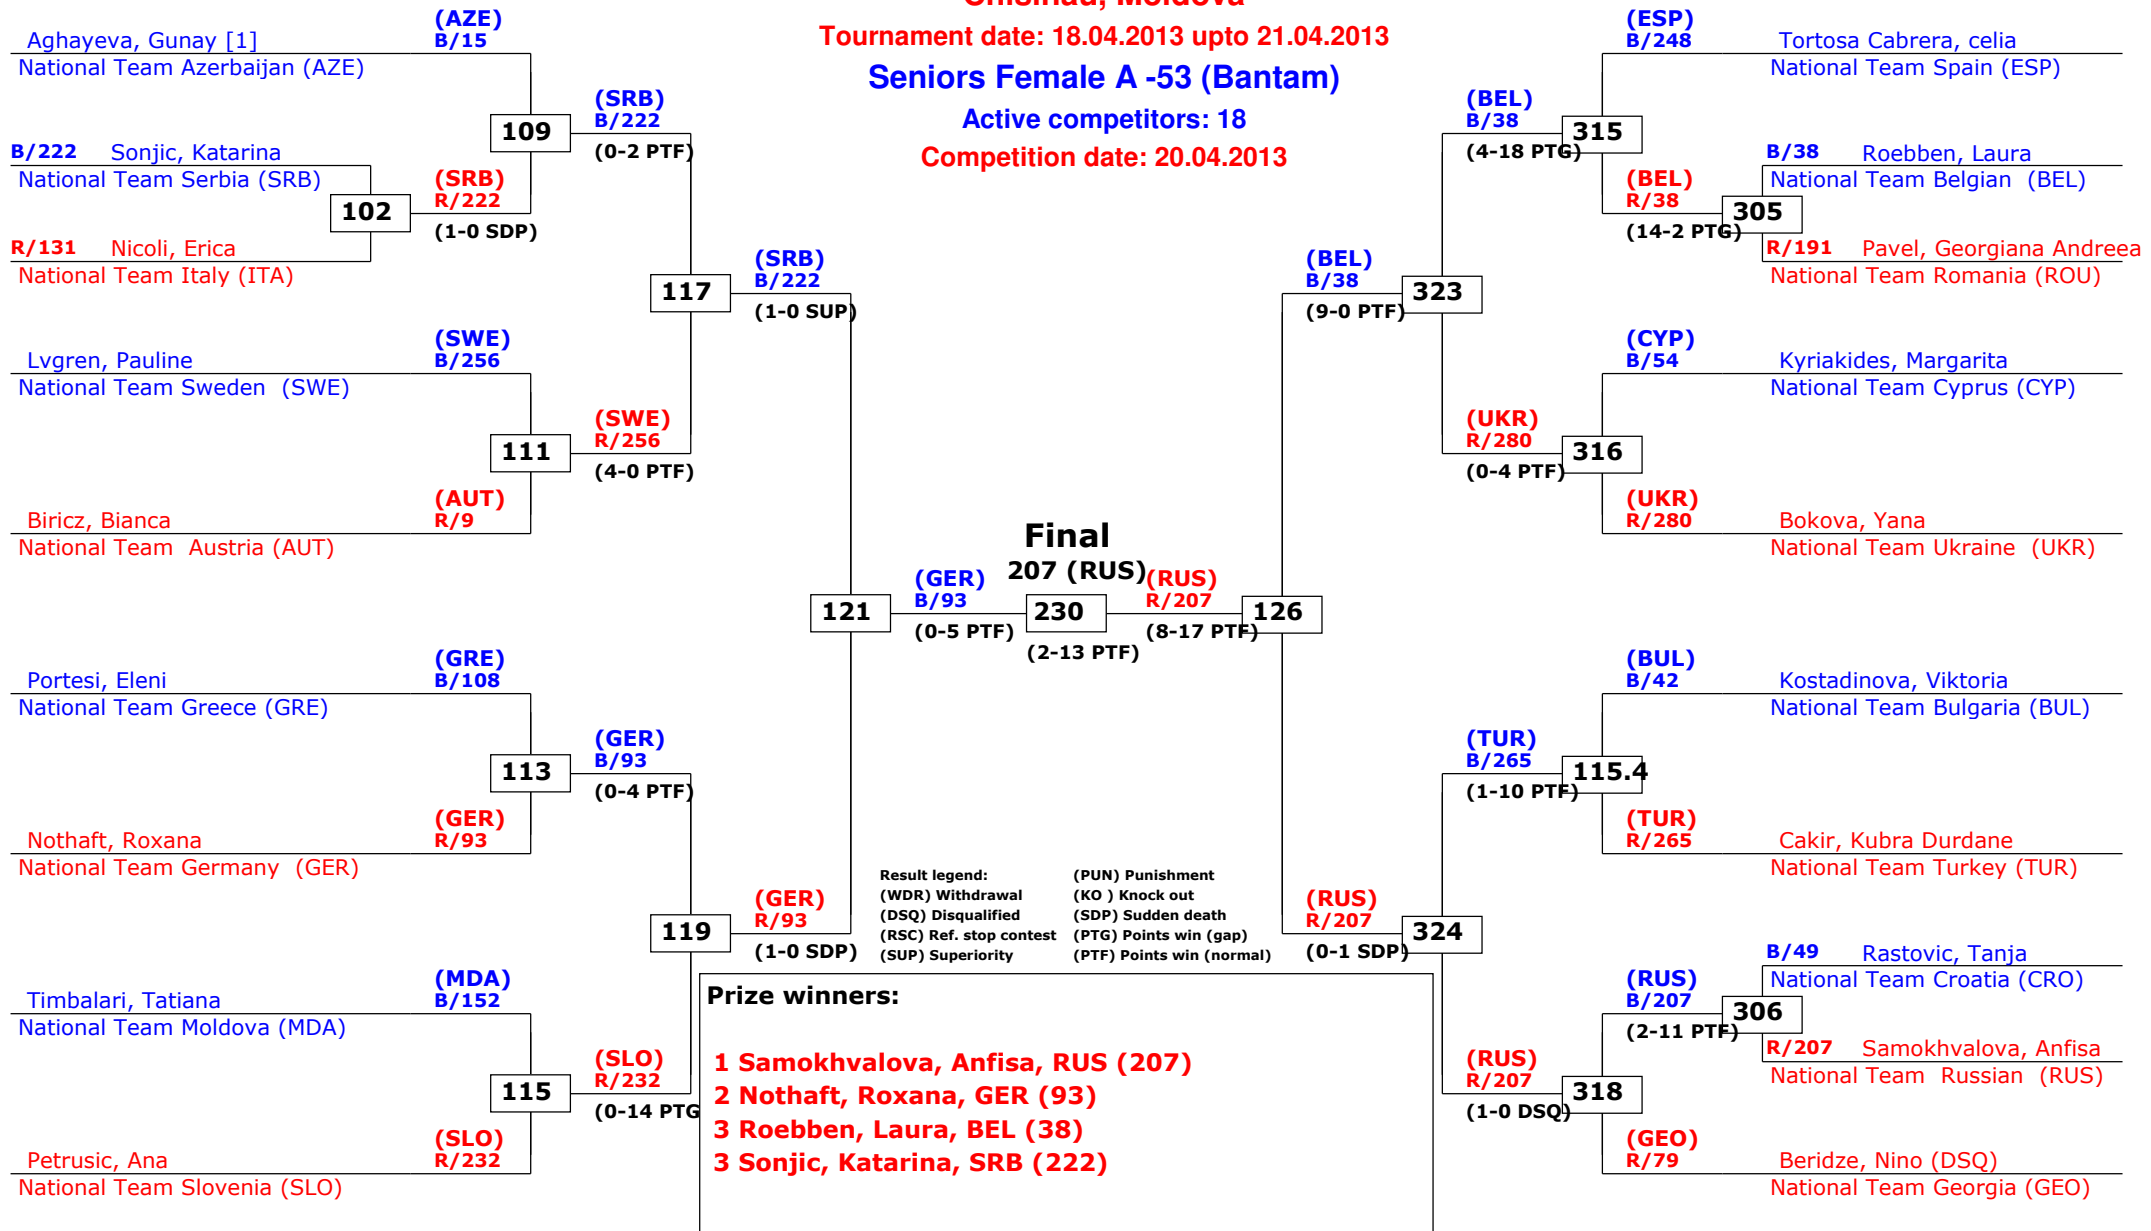 Chisinau, Moldova
Tournament date: 18.04.2013 upto 21.04.2013
Seniors Female A -53 (Bantam)
Active competitors: 18
Competition date: 20.04.2013
Aghayeva, Gunay [1]
National Team Azerbaijan (AZE)
(AZE)
B/15
B/222 Sonjic, Katarina
National Team Serbia (SRB)
R/131 Nicoli, Erica
National Team Italy (ITA)
102
(SRB)
R/222
(1-0 SDP)
109
(SRB)
B/222
(0-2 PTF)
Lvgren, Pauline
National Team Sweden (SWE)
(SWE)
B/256
Biricz, Bianca
National Team Austria (AUT)
(AUT)
R/9
111
(SWE)
R/256
(4-0 PTF)
117
(SRB)
B/222
(1-0 SUP)
Portesi, Eleni
National Team Greece (GRE)
(GRE)
B/108
Nothaft, Roxana
National Team Germany (GER)
(GER)
R/93
113
(GER)
B/93
(0-4 PTF)
Timbalari, Tatiana
National Team Moldova (MDA)
(MDA)
B/152
Petrusic, Ana
National Team Slovenia (SLO)
(SLO)
R/232
115
(SLO)
R/232
(0-14 PTG
119
(GER)
R/93
(1-0 SDP)
121
(GER)
B/93
(0-5 PTF)
Final
207 (RUS)
230
(2-13 PTF)
(RUS)
R/207
(8-17 PTF)
126
(BEL)
B/38
(9-0 PTF)
323
(BEL)
B/38
(4-18 PTG)
315
(ESP)
B/248
Tortosa Cabrera, celia
National Team Spain (ESP)
(BEL)
R/38
(14-2 PTG)
305
B/38 Roebben, Laura
National Team Belgian (BEL)
R/191 Pavel, Georgiana Andreea
National Team Romania (ROU)
(UKR)
R/280
(0-4 PTF)
316
(CYP)
B/54
Kyriakides, Margarita
National Team Cyprus (CYP)
(UKR)
R/280
Bokova, Yana
National Team Ukraine (UKR)
(RUS)
R/207
(0-1 SDP)
324
(TUR)
B/265
(1-10 PTF)
115.4
(BUL)
B/42
Kostadinova, Viktoria
National Team Bulgaria (BUL)
(TUR)
R/265
Cakir, Kubra Durdane
National Team Turkey (TUR)
(RUS)
R/207
(1-0 DSQ)
318
(RUS)
B/207
(2-11 PTF)
306
B/49 Rastovic, Tanja
National Team Croatia (CRO)
R/207 Samokhvalova, Anfisa
National Team Russian (RUS)
(GEO)
R/79
Beridze, Nino (DSQ)
National Team Georgia (GEO)
Result legend:
(WDR) Withdrawal
(DSQ) Disqualified
(RSC) Ref. stop contest
(SUP) Superiority
(PUN) Punishment
(KO ) Knock out
(SDP) Sudden death
(PTG) Points win (gap)
(PTF) Points win (normal)
Prize winners:
1 Samokhvalova, Anfisa, RUS (207)
2 Nothaft, Roxana, GER (93)
3 Roebben, Laura, BEL (38)
3 Sonjic, Katarina, SRB (222)